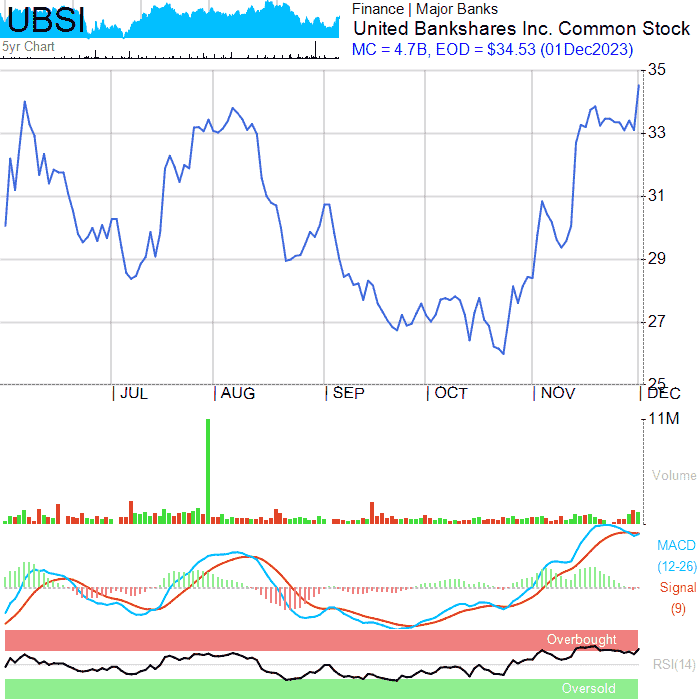 UBSI
5yr Chart
Finance | Major Banks
United Bankshares Inc. Common Stock
MC = 4.7B, EOD = $34.53 (01Dec2023)
35
33
31
29
27
25
JUL AUG SEP OCT NOV DEC
11M
Volume
MACD
(12-26)
Signal
(9)
Overbought
RSI(14)
Oversold